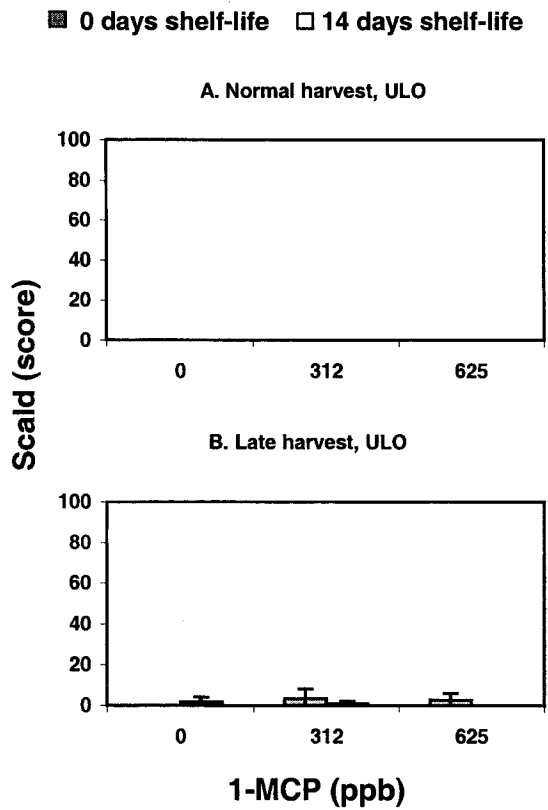 0 days shelf-life 14 days shelf-life
A. Normal harvest, ULO
100
80
60
40
20
0
0 312 625
Scald (score)
B. Late harvest, ULO
100
80
60
40
20
0
0 312 625
1-MCP (ppb)